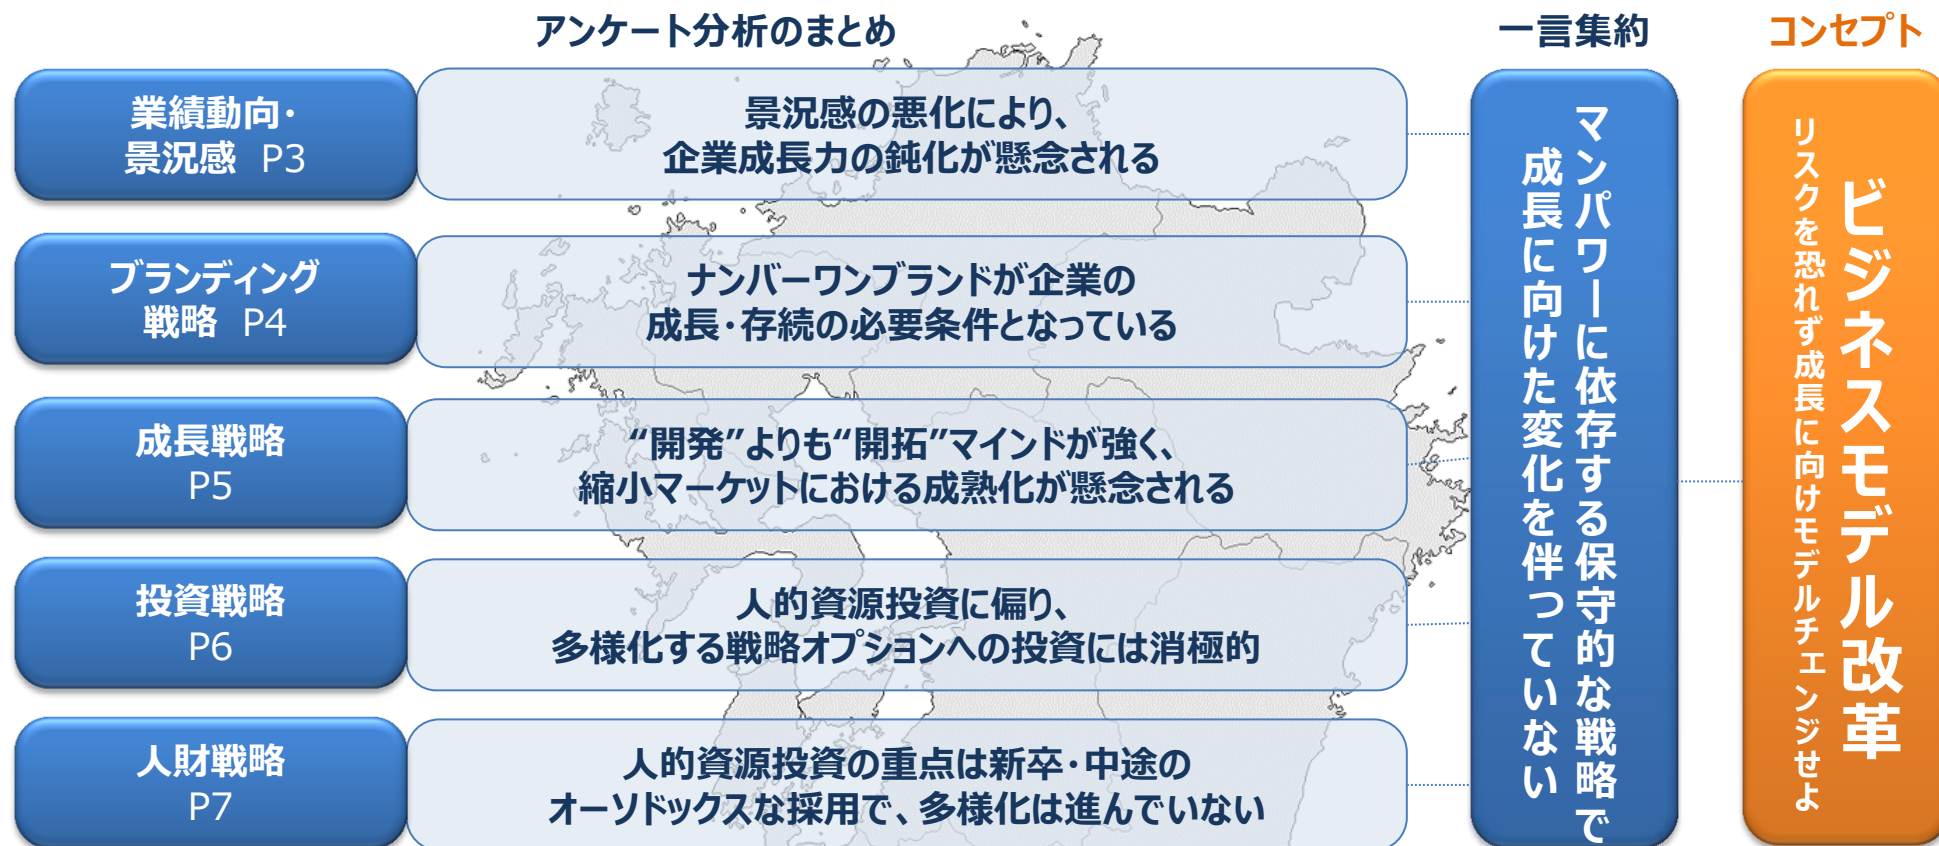 アンケート分析のまとめ
一言集約
コンセプト
業績動向・
景況感 P3
景況感の悪化により、
企業成長力の鈍化が懸念される
ブランディング
戦略 P4
ナンバーワンブランドが企業の
成長・存続の必要条件となっている
成長戦略
P5
“開発”よりも“開拓”マインドが強く、
縮小マーケットにおける成熟化が懸念される
投資戦略
P6
人的資源投資に偏り、
多様化する戦略オプションへの投資には消極的
人財戦略
P7
人的資源投資の重点は新卒・中途の
オーソドックスな採用で、多様化は進んでいない
マンパワーに依存する保守的な戦略で
成長に向けた変化を伴っていない
ビジネスモデル改革
リスクを恐れず成長に向けモデルチェンジせよ